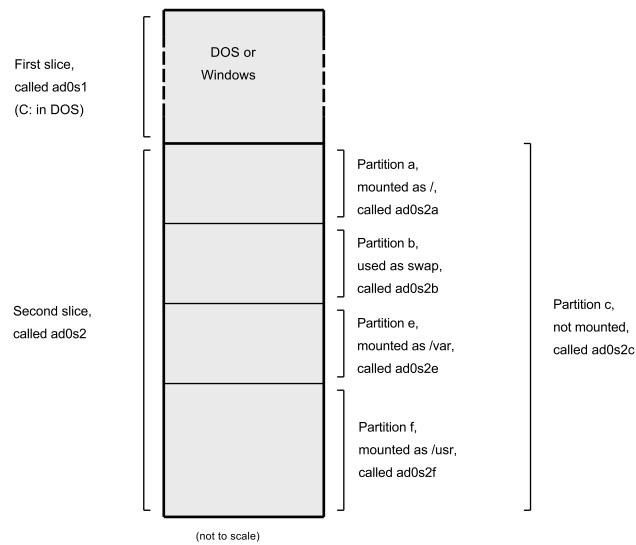 DOS or
Windows
First slice,
called ad0s1
(C: in DOS)
Partition a,
mounted as /,
called ad0s2a
Partition b,
used as swap,
called ad0s2b
Second slice,
called ad0s2
Partition e,
mounted as /var,
called ad0s2e
Partition c,
not mounted,
called ad0s2c
Partition f,
mounted as /usr,
called ad0s2f
(not to scale)